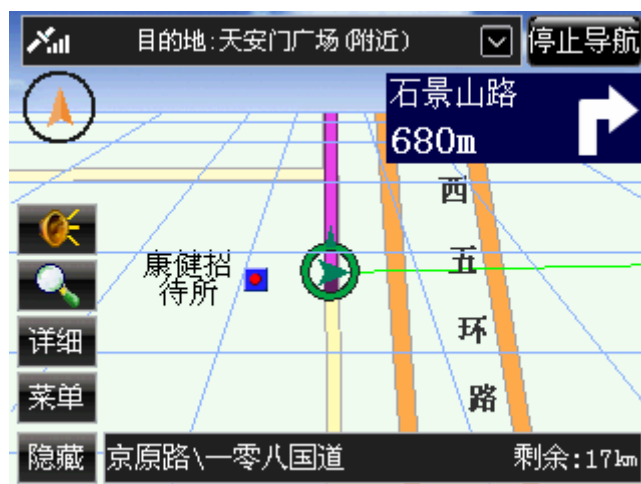 目的地:天安门广场(附近)
停止导航
石景山路
680m
西五环路
康健招
待所
详细
菜单
隐藏
京原路\一零八国道
剩余:17km